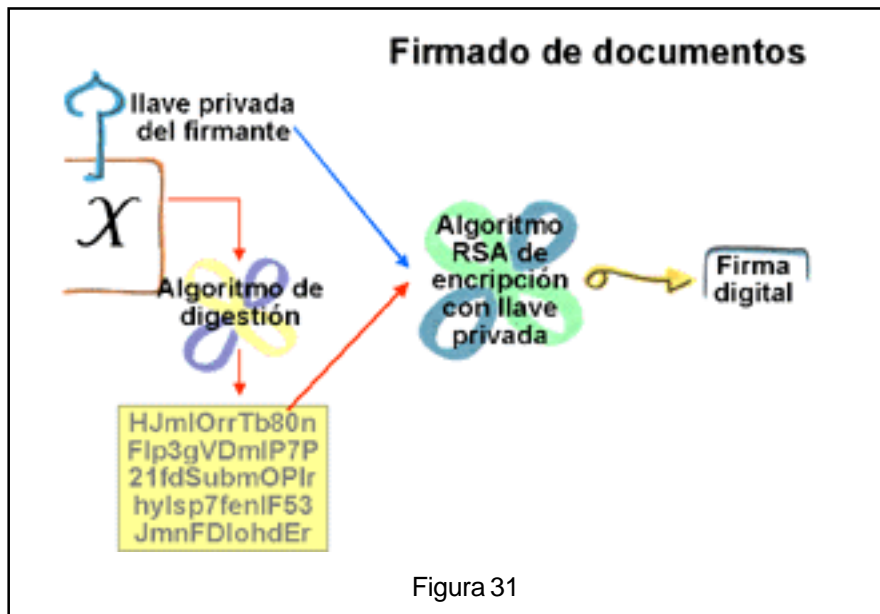 Firmado de documentos
llave privada
del firmante
X
Algoritmo de
digestión
HJmlOrrTb80n
Flp3gVDmlP7P
21fdSubmOPlr
hylsp7fenlF53
JmnFDlohdEr
Algoritmo
RSA de
encripción
con llave
privada
Firma
digital
Figura 31